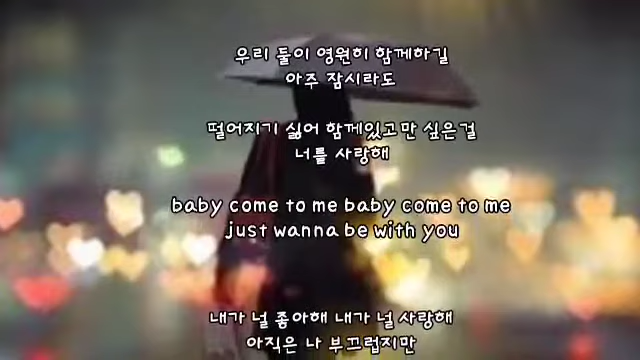 우리 둘이 영원히 함께하길
아주 잠시라도
떨어지기 싫어 함께있고만 싶은걸
너를 사랑해
baby come to me baby come to me
just wanna be with you
내가 널 좋아해 내가 널 사랑해
아직은 나 부끄럽지만